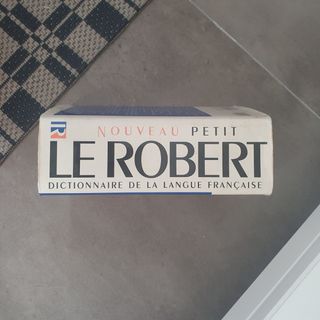 NOUVEAU PETIT
LE ROBERT
DICTIONNAIRE DE LA LANGUE FRANÇAISE